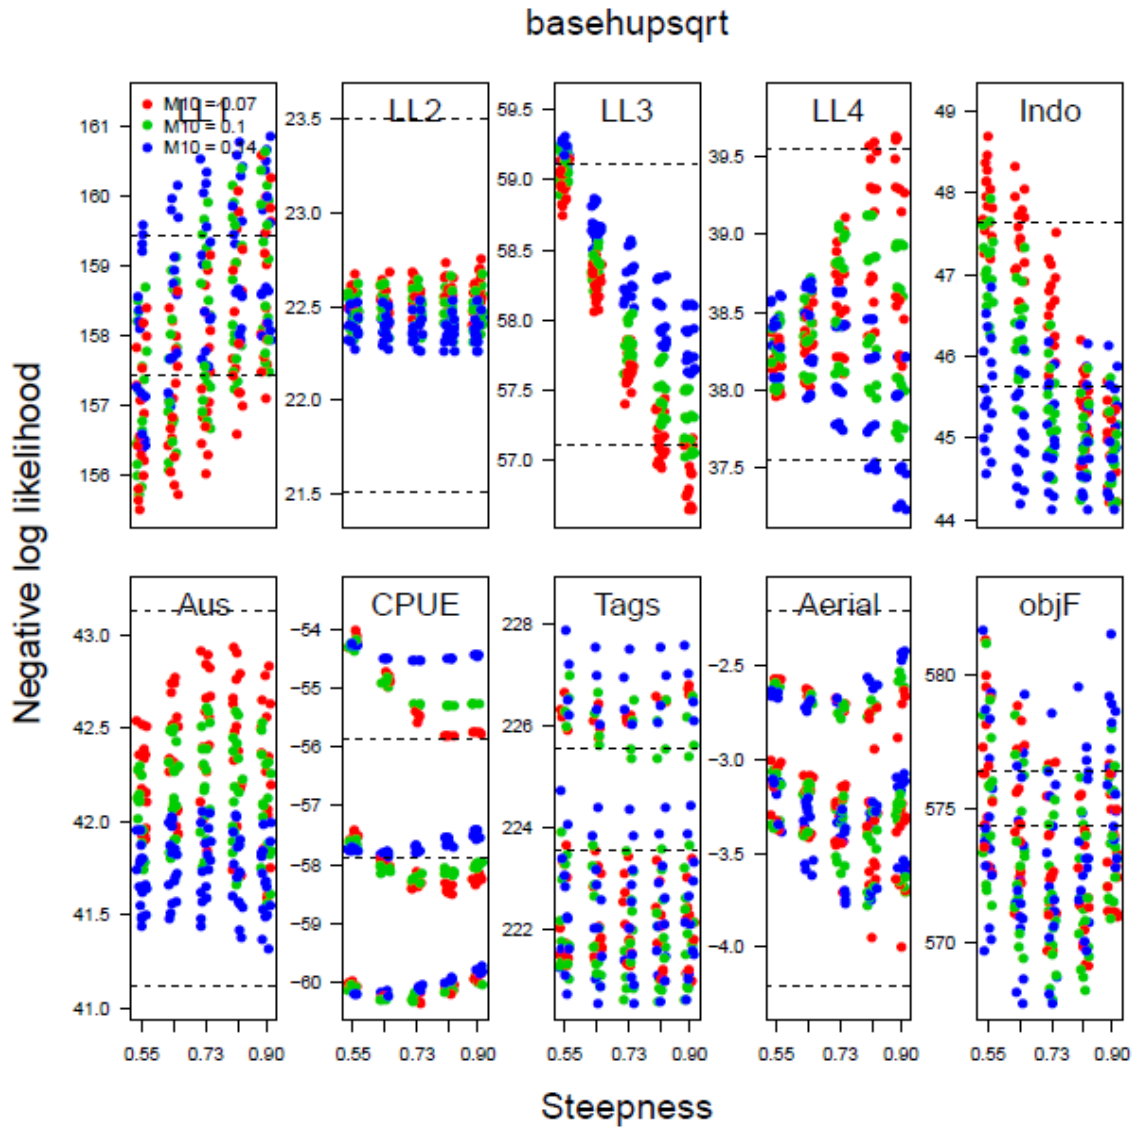 basehupsqrt
Negative log likelihood
LL1
M10 = 0.07
M10 = 0.1
M10 = 0.14
161
160
159
158
157
156
LL2
23.5
23.0
22.5
22.0
21.5
LL3
59.5
59.0
58.5
58.0
57.5
57.0
LL4
39.5
39.0
38.5
38.0
37.5
Indo
49
48
47
46
45
44
Aus
43.0
42.5
42.0
41.5
41.0
0.55 0.73 0.90
CPUE
−54
−55
−56
−57
−58
−59
−60
0.55 0.73 0.90
Tags
228
226
224
222
0.55 0.73 0.90
Aerial
−2.5
−3.0
−3.5
−4.0
0.55 0.73 0.90
objF
580
575
570
0.55 0.73 0.90
Steepness